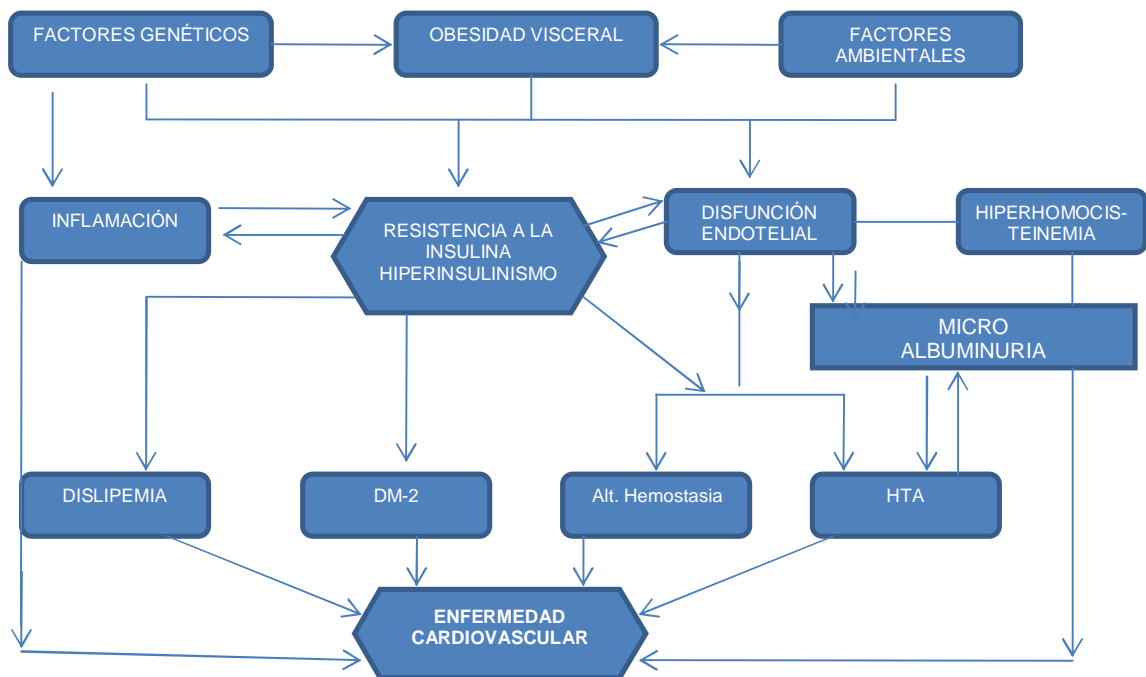 FACTORES GENÉTICOS
OBESIDAD VISCERAL
FACTORES
AMBIENTALES
INFLAMACIÓN
RESISTENCIA A LA
INSULINA
HIPERINSULINISMO
DISFUNCIÓN
ENDOTELIAL
HIPERHOMOCIS-
TEINEMIA
MICRO
ALBUMINURIA
DISLIPEMIA
DM-2
Alt. Hemostasia
HTA
ENFERMEDAD
CARDIOVASCULAR